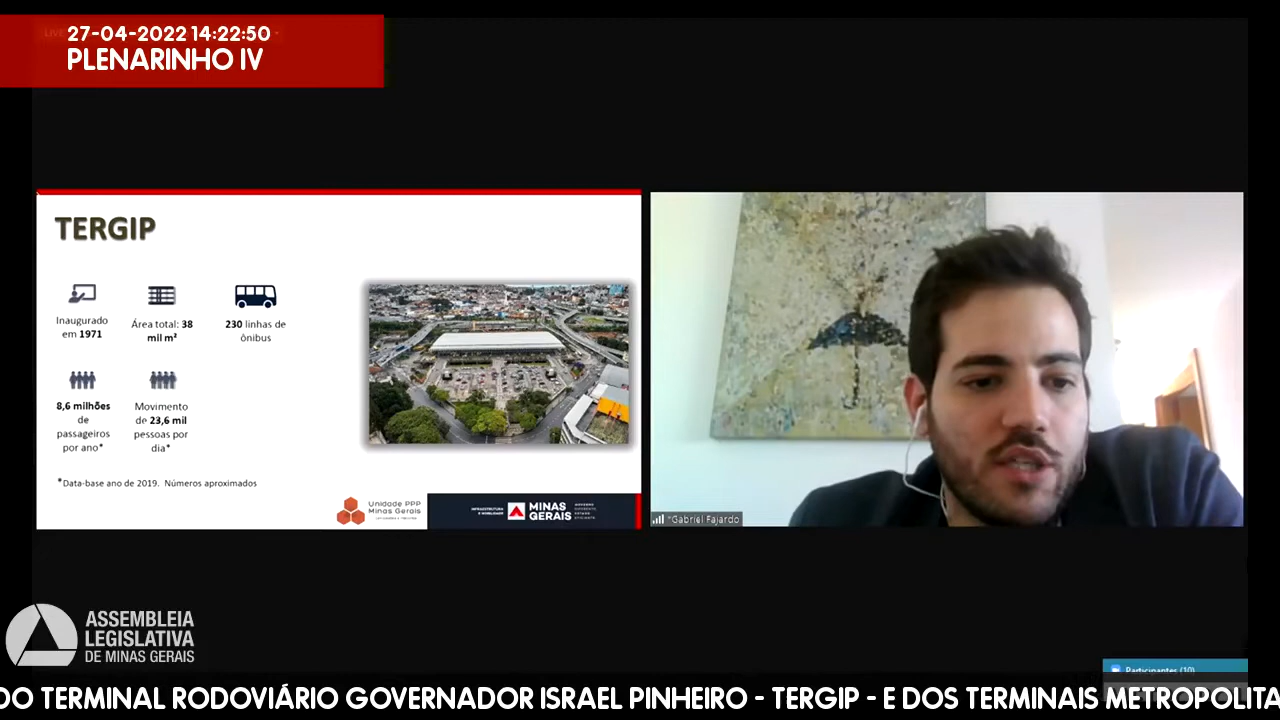 27-04-2022 14:22:50
PLENARINHO IV
TERGIP
Inaugurado
em 1971
Área total: 38
mil m²
230 linhas de
ônibus
8,6 milhões
de
passageiros
por ano*
Movimento
de 23,6 mil
pessoas por
dia*
*Data-base ano de 2019. Números aproximados
Unidade PPP
Minas Gerais
INFRAESTRUTURA
E MOBILIDADE
MINAS
GERAIS
*Gabriel Fajardo
ASSEMBLEIA
LEGISLATIVA
DE MINAS GERAIS
Participantes (10)
DO TERMINAL RODOVIÁRIO GOVERNADOR ISRAEL PINHEIRO - TERGIP - E DOS TERMINAIS METROPOLITA